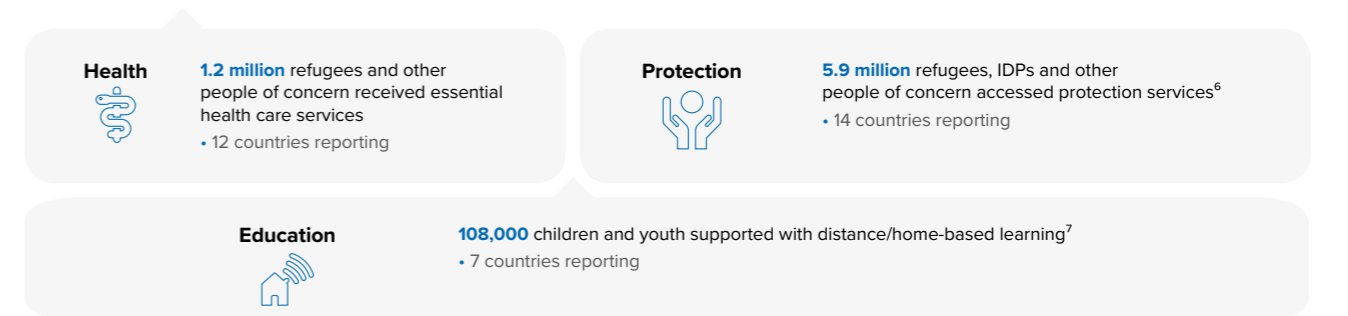 Health
1.2 million refugees and other
people of concern received essential
health care services
• 12 countries reporting
Protection
5.9 million refugees, IDPs and other
people of concern accessed protection services⁶
• 14 countries reporting
Education
108,000 children and youth supported with distance/home-based learning⁷
• 7 countries reporting